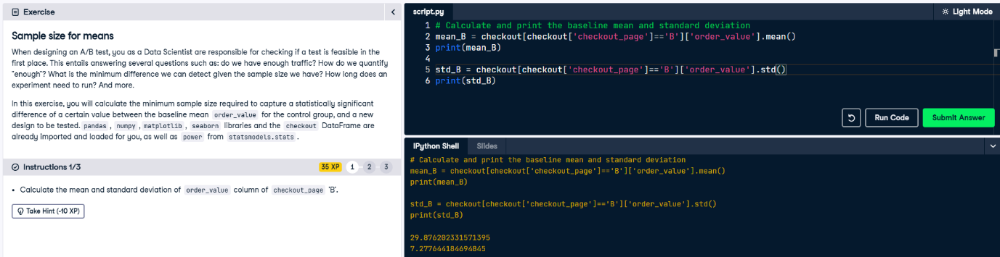 Exercise
Sample size for means
When designing an A/B test, you as a Data Scientist are responsible for checking if a test is feasible in the
first place. This entails answering several questions such as: do we have enough traffic? How do we quantify
"enough"? What is the minimum difference we can detect given the sample size we have? How long does an
experiment need to run? And more.
In this exercise, you will calculate the minimum sample size required to capture a statistically significant
difference of a certain value between the baseline mean order_value for the control group, and a new
design to be tested. pandas, numpy, matplotlib, seaborn libraries and the checkout DataFrame are
already imported and loaded for you, as well as power from statsmodels.stats.
Instructions 1/3
35 XP
1
2
3
• Calculate the mean and standard deviation of order_value column of checkout_page 'B'.
Take Hint (-10 XP)
script.py
Light Mode
1 # Calculate and print the baseline mean and standard deviation
2 mean_B = checkout[checkout['checkout_page']=='B']['order_value'].mean()
3 print(mean_B)
4
5 std_B = checkout[checkout['checkout_page']=='B']['order_value'].std()
6 print(std_B)
Run Code
Submit Answer
IPython Shell
Slides
# Calculate and print the baseline mean and standard deviation
mean_B = checkout[checkout['checkout_page']=='B']['order_value'].mean()
print(mean_B)
std_B = checkout[checkout['checkout_page']=='B']['order_value'].std()
print(std_B)
29.876202331571395
7.277644184694845